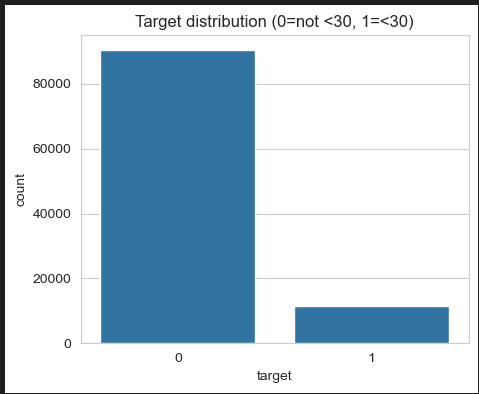 Target distribution (0=not <30, 1=<30)
80000
60000
40000
20000
0
count
0 1
target